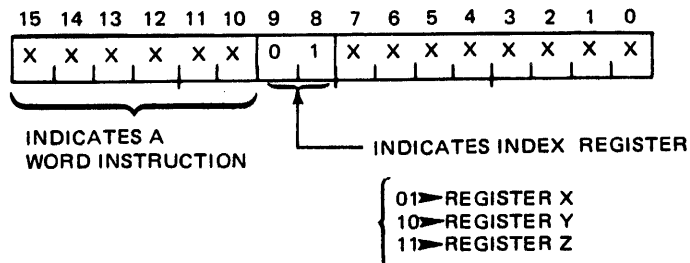 15 14 13 12 11 10 9 8 7 6 5 4 3 2 1 0
X X X X X X 0 1 X X X X X X X X
INDICATES A
WORD INSTRUCTION
INDICATES INDEX REGISTER
01➤REGISTER X
10➤REGISTER Y
11➤REGISTER Z